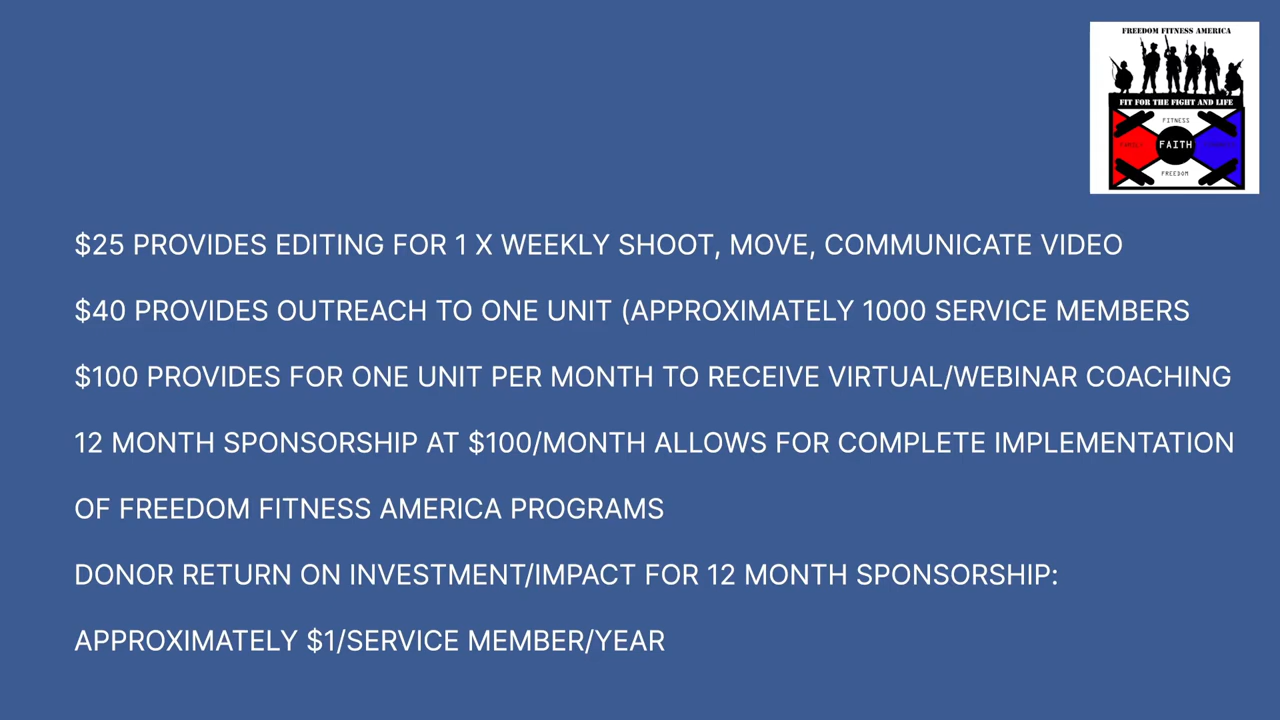 FREEDOM FITNESS AMERICA
FIT FOR THE FIGHT AND LIFE
FITNESS
FAMILY
FAITH
FREEDOM
$25 PROVIDES EDITING FOR 1 X WEEKLY SHOOT, MOVE, COMMUNICATE VIDEO
$40 PROVIDES OUTREACH TO ONE UNIT (APPROXIMATELY 1000 SERVICE MEMBERS
$100 PROVIDES FOR ONE UNIT PER MONTH TO RECEIVE VIRTUAL/WEBINAR COACHING
12 MONTH SPONSORSHIP AT $100/MONTH ALLOWS FOR COMPLETE IMPLEMENTATION
OF FREEDOM FITNESS AMERICA PROGRAMS
DONOR RETURN ON INVESTMENT/IMPACT FOR 12 MONTH SPONSORSHIP:
APPROXIMATELY $1/SERVICE MEMBER/YEAR